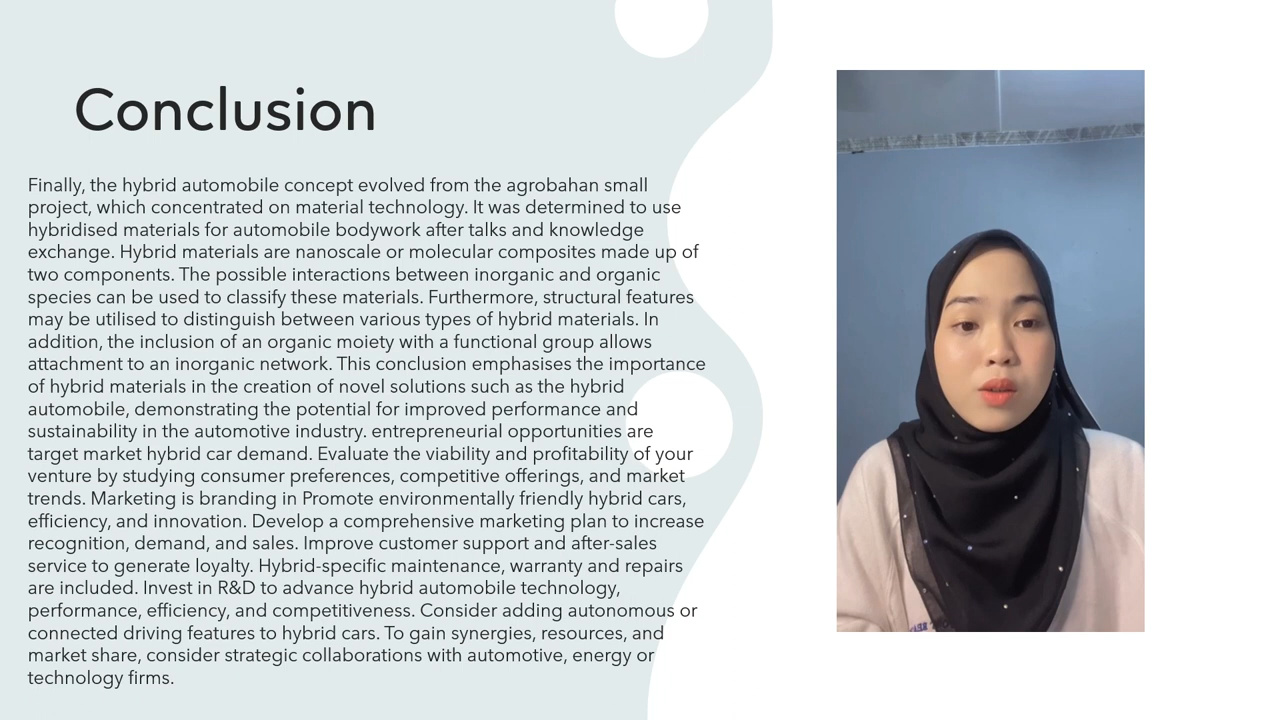 Conclusion
Finally, the hybrid automobile concept evolved from the agrobahan small
project, which concentrated on material technology. It was determined to use
hybridised materials for automobile bodywork after talks and knowledge
exchange. Hybrid materials are nanoscale or molecular composites made up of
two components. The possible interactions between inorganic and organic
species can be used to classify these materials. Furthermore, structural features
may be utilised to distinguish between various types of hybrid materials. In
addition, the inclusion of an organic moiety with a functional group allows
attachment to an inorganic network. This conclusion emphasises the importance
of hybrid materials in the creation of novel solutions such as the hybrid
automobile, demonstrating the potential for improved performance and
sustainability in the automotive industry. entrepreneurial opportunities are
target market hybrid car demand. Evaluate the viability and profitability of your
venture by studying consumer preferences, competitive offerings, and market
trends. Marketing is branding in Promote environmentally friendly hybrid cars,
efficiency, and innovation. Develop a comprehensive marketing plan to increase
recognition, demand, and sales. Improve customer support and after-sales
service to generate loyalty. Hybrid-specific maintenance, warranty and repairs
are included. Invest in R&D to advance hybrid automobile technology,
performance, efficiency, and competitiveness. Consider adding autonomous or
connected driving features to hybrid cars. To gain synergies, resources, and
market share, consider strategic collaborations with automotive, energy or
technology firms.